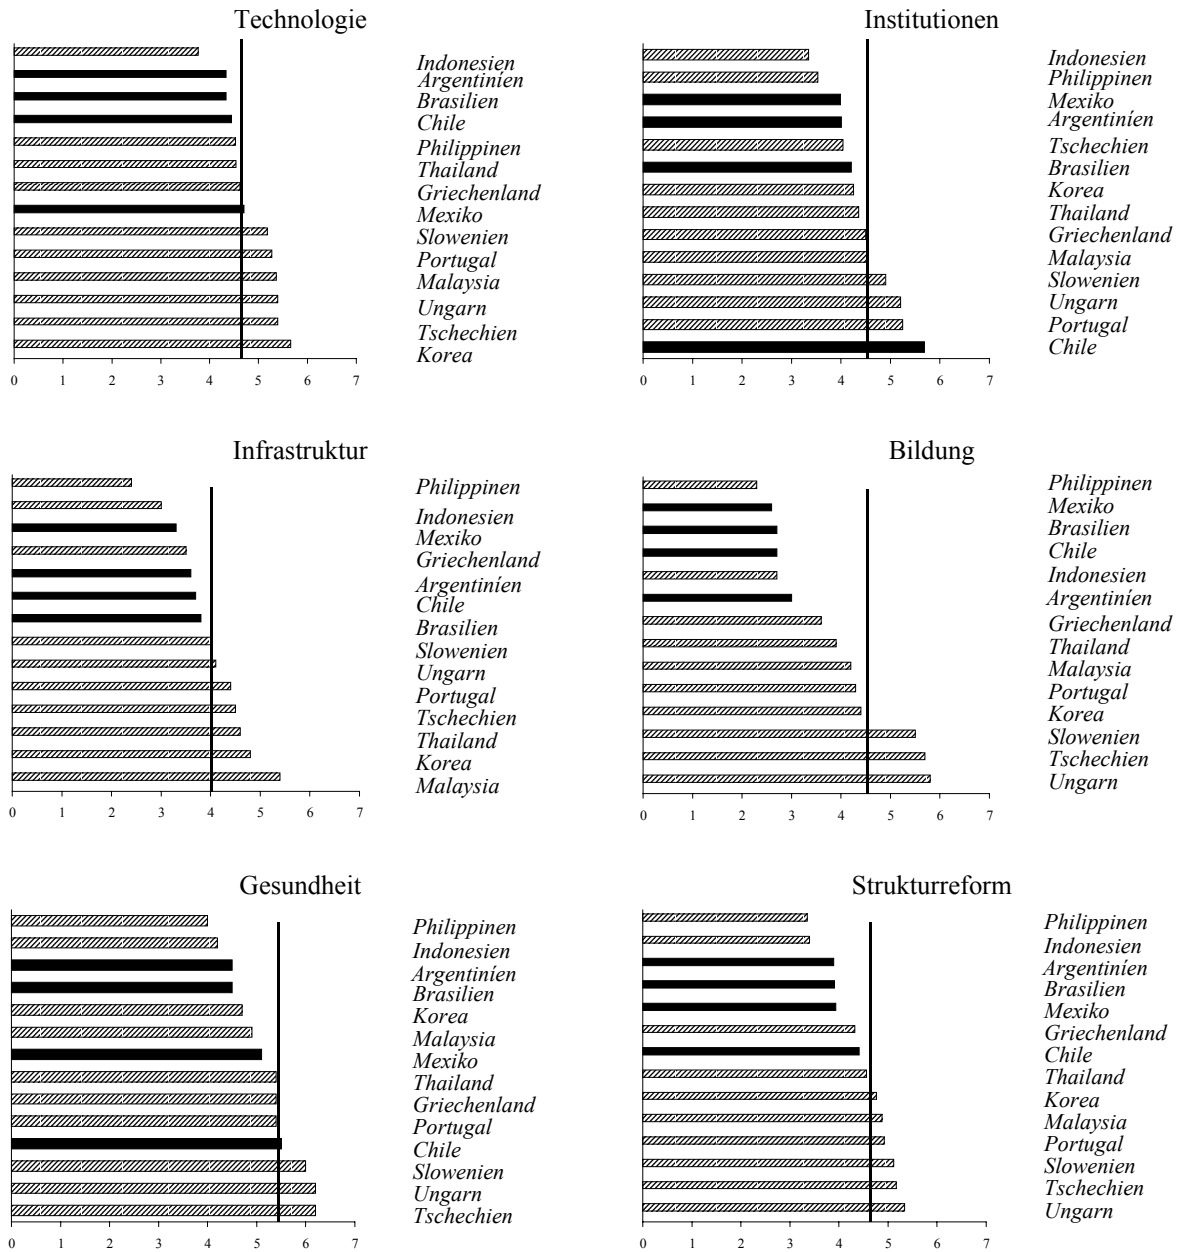 Technologie
Indonesien
Argentiníen
Brasilien
Chile
Philippinen
Thailand
Griechenland
Mexiko
Slowenien
Portugal
Malaysia
Ungarn
Tschechien
Korea
0 1 2 3 4 5 6 7
Institutionen
Indonesien
Philippinen
Mexiko
Argentiníen
Tschechien
Brasilien
Korea
Thailand
Griechenland
Malaysia
Slowenien
Ungarn
Portugal
Chile
0 1 2 3 4 5 6 7
Infrastruktur
Philippinen
Indonesien
Mexiko
Griechenland
Argentiníen
Chile
Brasilien
Slowenien
Ungarn
Portugal
Tschechien
Thailand
Korea
Malaysia
0 1 2 3 4 5 6 7
Bildung
Philippinen
Mexiko
Brasilien
Chile
Indonesien
Argentiníen
Griechenland
Thailand
Malaysia
Portugal
Korea
Slowenien
Tschechien
Ungarn
0 1 2 3 4 5 6 7
Gesundheit
Philippinen
Indonesien
Argentiníen
Brasilien
Korea
Malaysia
Mexiko
Thailand
Griechenland
Portugal
Chile
Slowenien
Ungarn
Tschechien
0 1 2 3 4 5 6 7
Strukturreform
Philippinen
Indonesien
Argentiníen
Brasilien
Mexiko
Griechenland
Chile
Thailand
Korea
Malaysia
Portugal
Slowenien
Tschechien
Ungarn
0 1 2 3 4 5 6 7